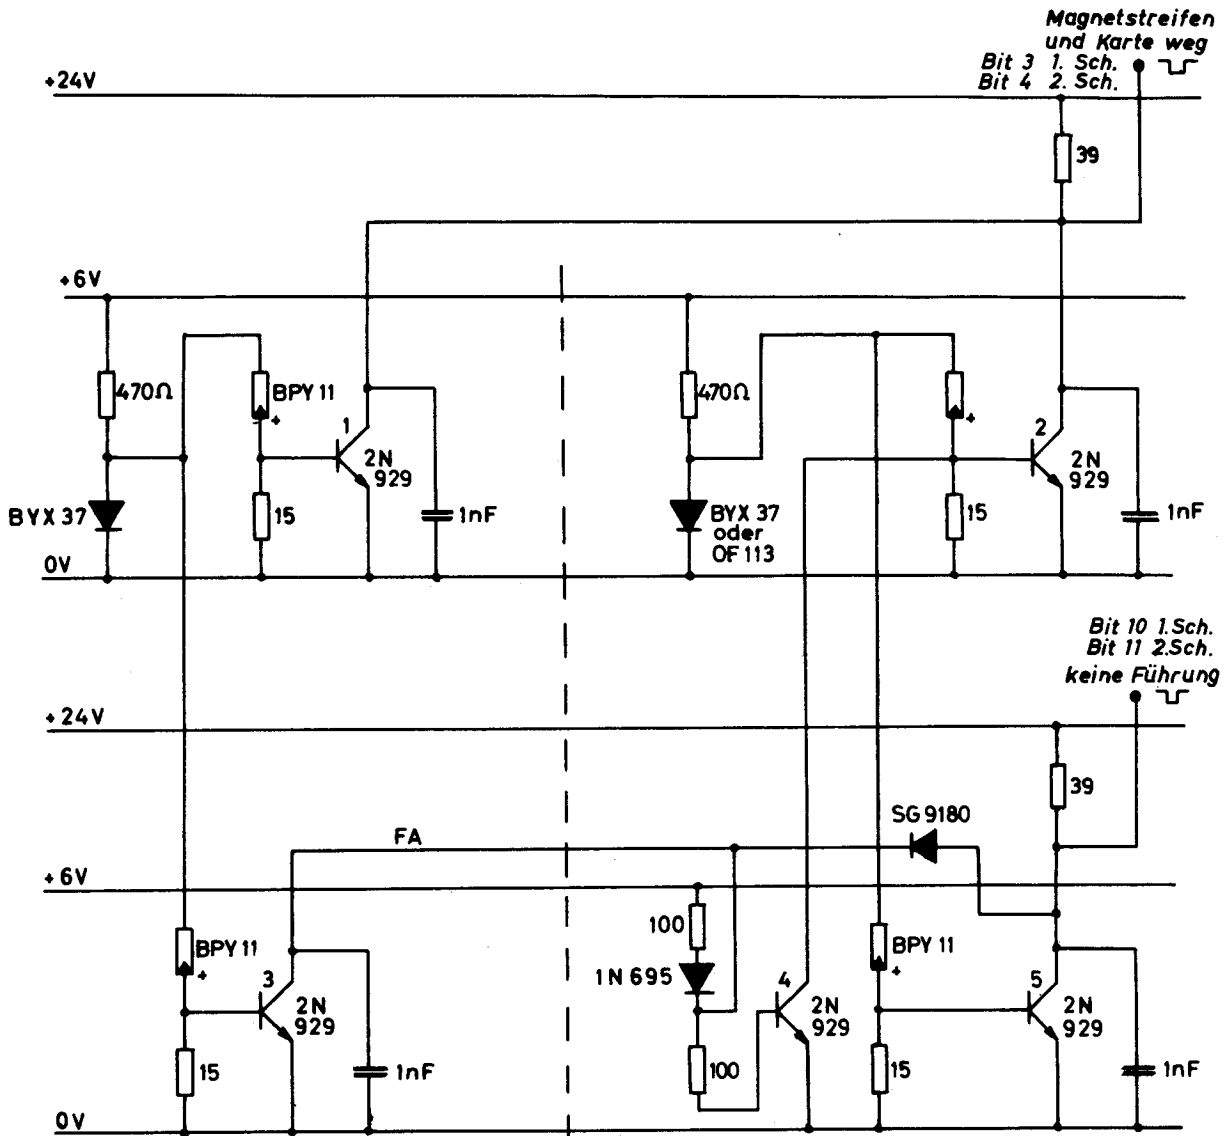 Magnetstreifen
und Karte weg
Bit 3 1. Sch.
Bit 4 2. Sch.
+24V
39
+6V
470Ω
BPY 11
+
1
2N
929
BYX 37
15
1nF
0V
470Ω
+
2
2N
929
BYX 37
oder
OF 113
15
1nF
Bit 10 1.Sch.
Bit 11 2.Sch.
keine Führung
+24V
39
SG 9180
FA
+6V
BPY 11
+
3
2N
929
15
1nF
100
1N 695
100
4
2N
929
BPY 11
+
5
2N
929
15
1nF
0V